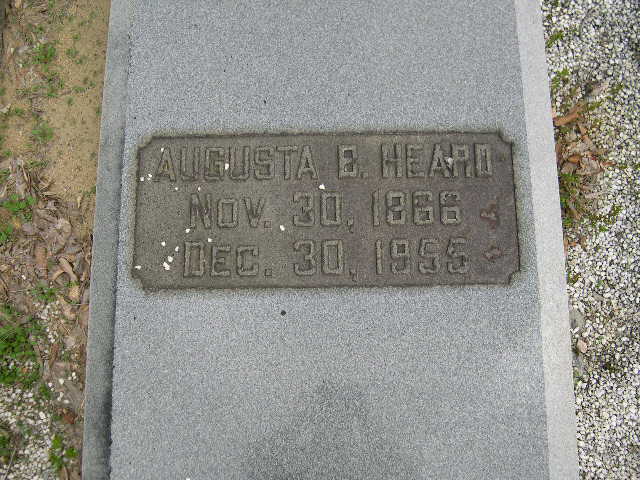 AUGUSTA B. HEARD
NOV. 30, 1866
DEC. 30, 1955